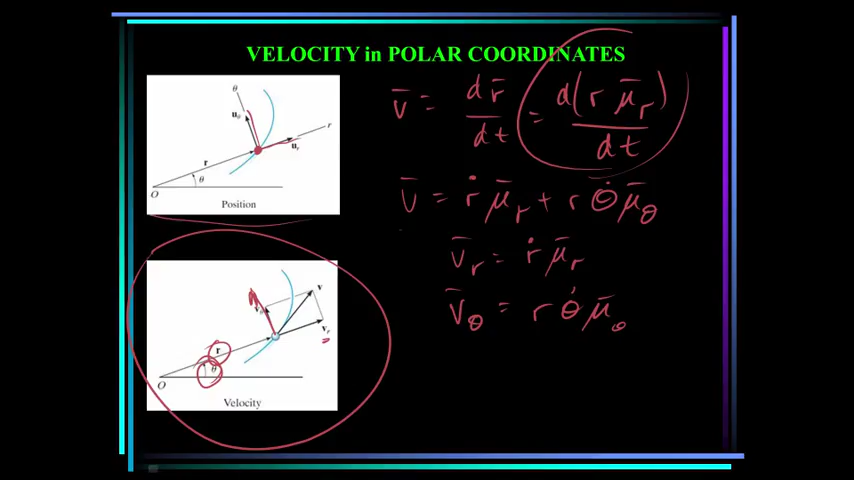 VELOCITY in POLAR COORDINATES
θ
u_θ
r
u_r
r
θ
O
Position
v̄ = d r̄ / dt = d(r μ̄_r) / dt
v̄ = ṙ μ̄_r + r θ̇ μ̄_θ
v̄_r = ṙ μ̄_r
v̄_θ = r θ̇ μ̄_θ
v
v_θ
v_r
r
θ
O
Velocity